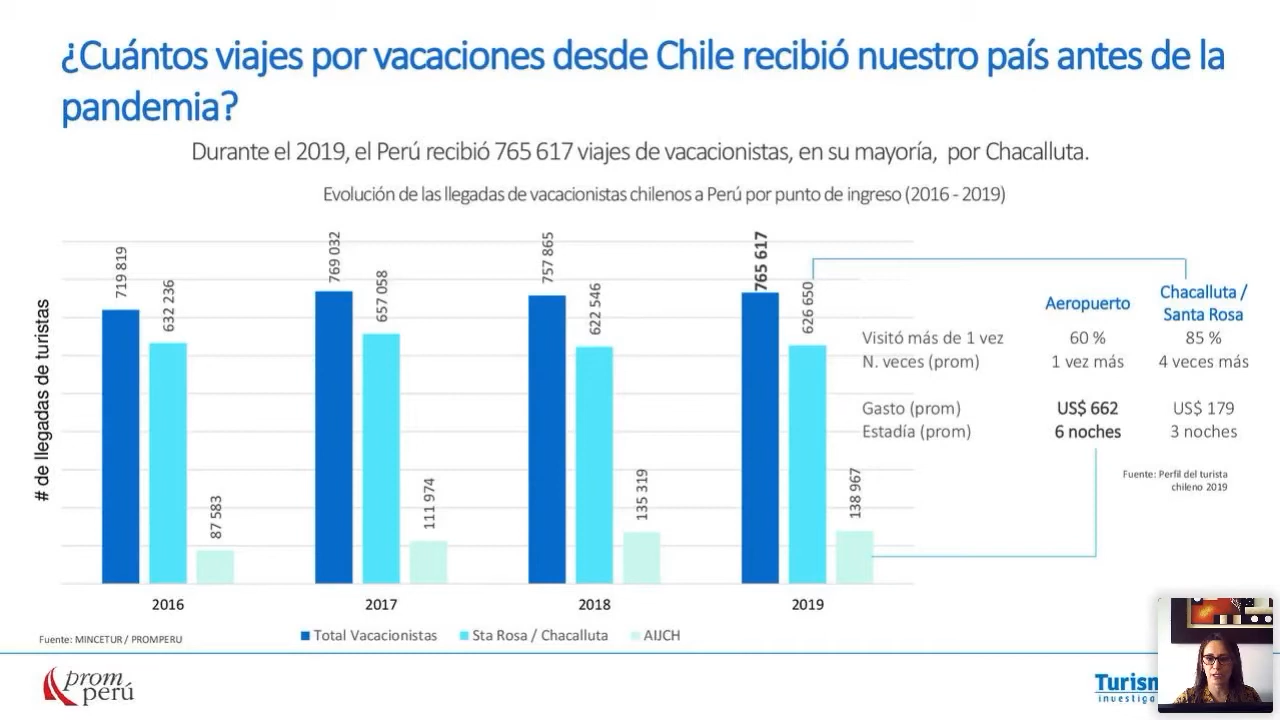 ¿Cuántos viajes por vacaciones desde Chile recibió nuestro país antes de la
pandemia?
Durante el 2019, el Perú recibió 765 617 viajes de vacacionistas, en su mayoría, por Chacalluta.
Evolución de las llegadas de vacacionistas chilenos a Perú por punto de ingreso (2016 - 2019)
# de llegadas de turistas
719 819
632 236
87 583
769 032
657 058
111 974
757 865
622 546
135 319
765 617
626 650
138 967
2016
2017
2018
2019
Total Vacacionistas
Sta Rosa / Chacalluta
AIJCH
Aeropuerto
Chacalluta /
Santa Rosa
Visitó más de 1 vez 60 % 85 %
N. veces (prom) 1 vez más 4 veces más
Gasto (prom) US$ 662 US$ 179
Estadía (prom) 6 noches 3 noches
Fuente: Perfil del turista
chileno 2019
Fuente: MINCETUR / PROMPERU
prom
perú
Turism
investiga